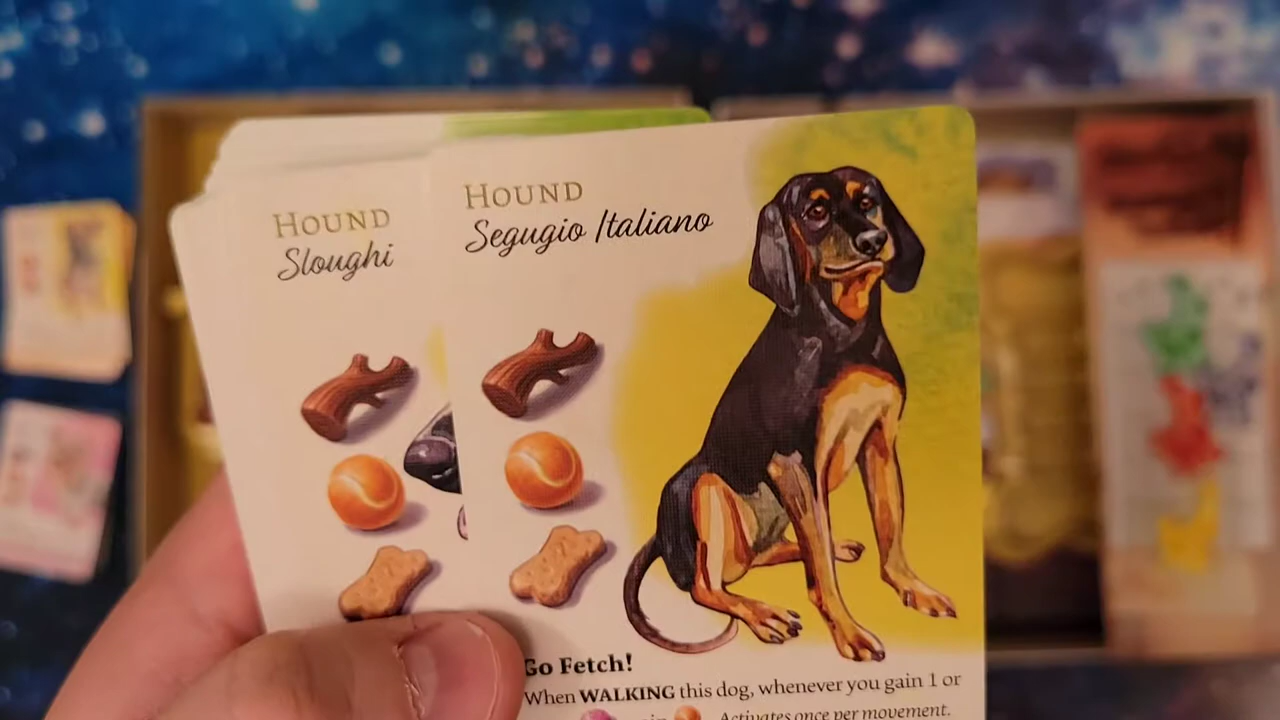 HOUND
Sloughi
HOUND
Segugio Italiano
Go Fetch!
When WALKING this dog, whenever you gain 1 or
Activates once per movement.